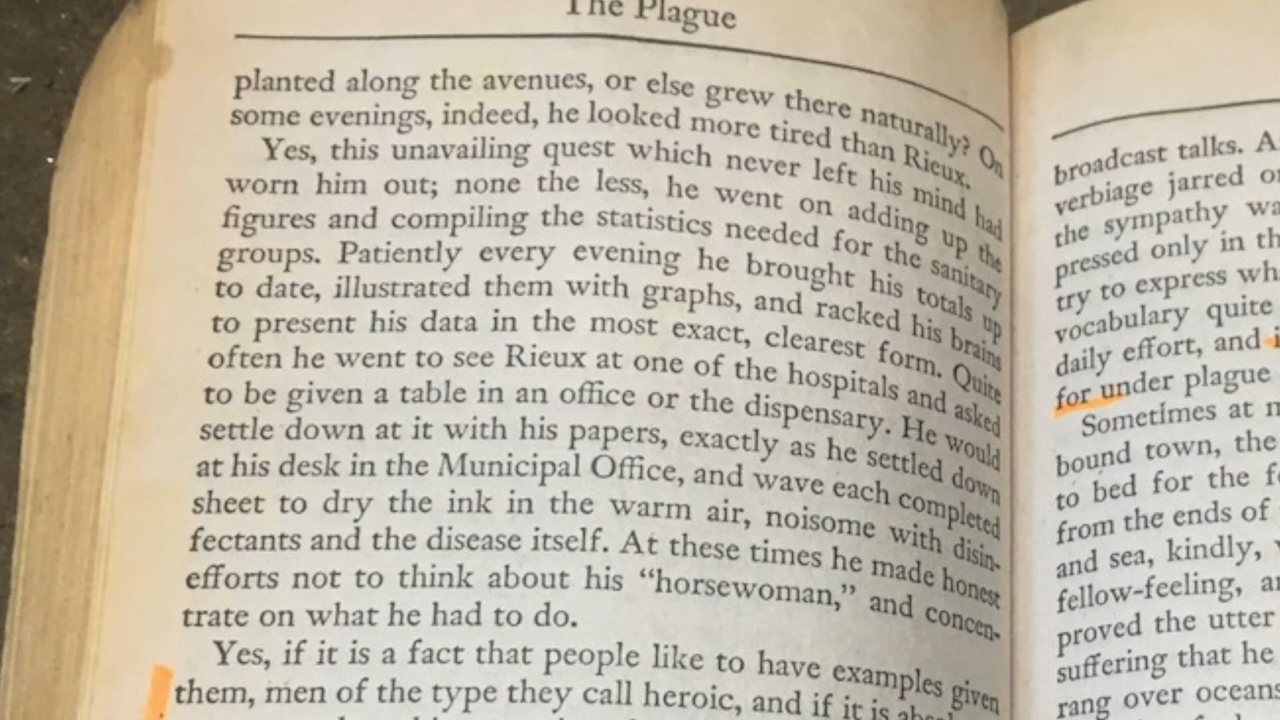 The Plague
planted along the avenues, or else grew there naturally? On
some evenings, indeed, he looked more tired than Rieux.
Yes, this unavailing quest which never left his mind had
worn him out; none the less, he went on adding up the
figures and compiling the statistics needed for the sanitary
groups. Patiently every evening he brought his totals up
to date, illustrated them with graphs, and racked his brains
to present his data in the most exact, clearest form. Quite
often he went to see Rieux at one of the hospitals and asked
to be given a table in an office or the dispensary. He would
settle down at it with his papers, exactly as he settled down
at his desk in the Municipal Office, and wave each completed
sheet to dry the ink in the warm air, noisome with disin-
fectants and the disease itself. At these times he made honest
efforts not to think about his “horsewoman,” and concen-
trate on what he had to do.
Yes, if it is a fact that people like to have examples given
them, men of the type they call heroic, and if it is
broadcast talks.
verbiage jarred
the sympathy
pressed only in
try to express
vocabulary quite
daily effort, and
for under plague
Sometimes at
bound town, the
to bed for the
from the ends of
and sea, kindly,
fellow-feeling,
proved the utter
suffering that he
rang over oceans